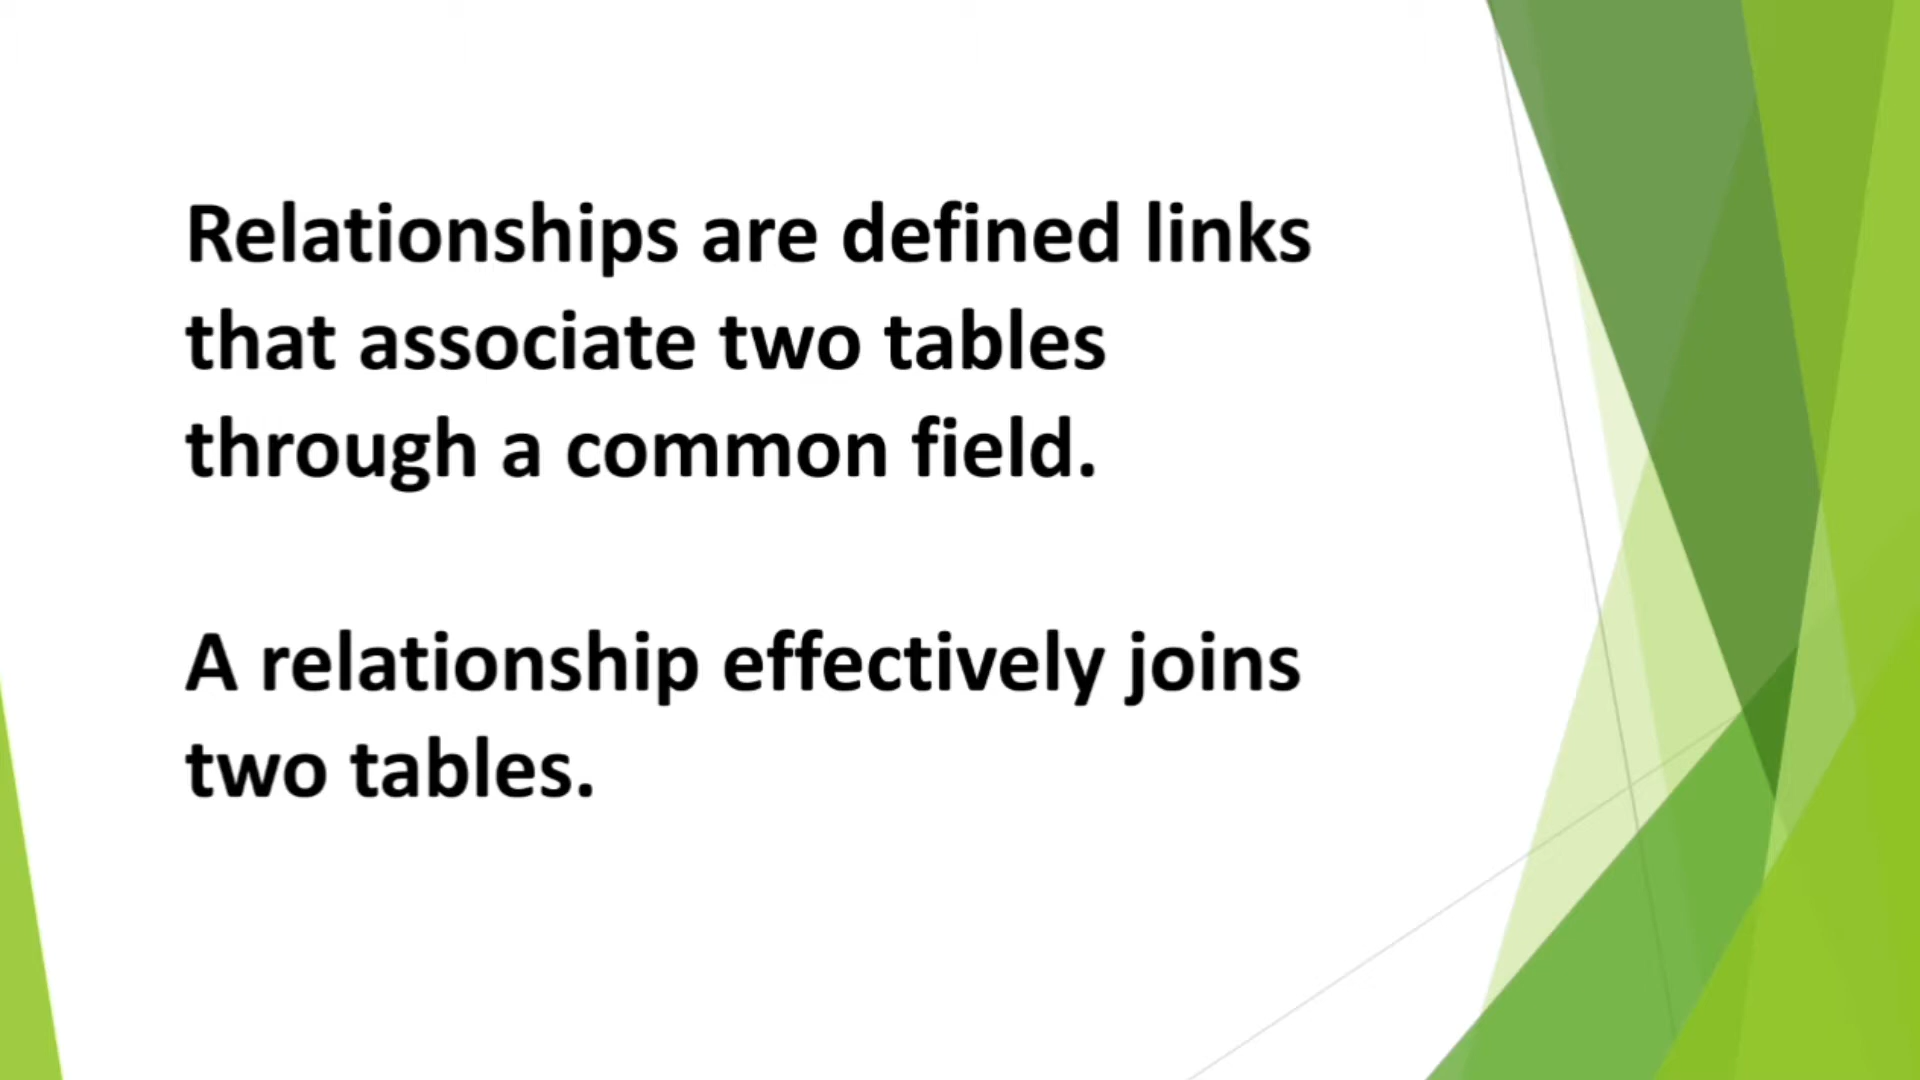 Relationships are defined links
that associate two tables
through a common field.
A relationship effectively joins
two tables.